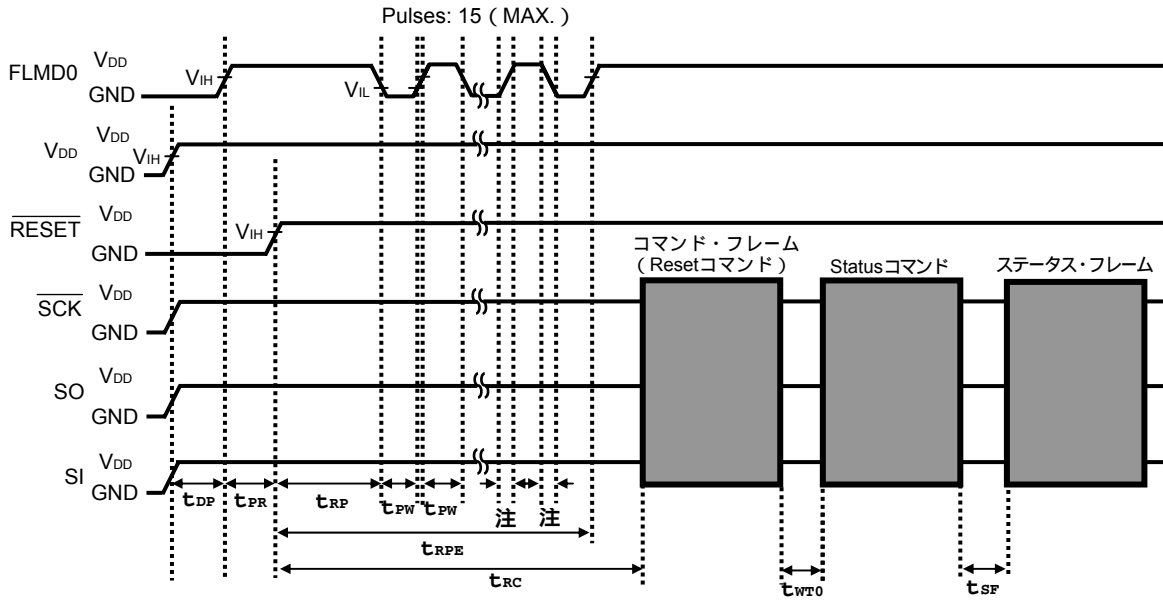 Pulses: 15（MAX.）
FLMD0 VDD VIH VIL
GND
VDD VDD VIH
GND
RESET VDD VIH
GND
コマンド・フレーム
（Resetコマンド）
Statusコマンド
ステータス・フレーム
SCK VDD
GND
SO VDD
GND
SI VDD
GND
tDP tPR tRP tPW tPW 注 注
tRPE
tRC
tWT0 tSF